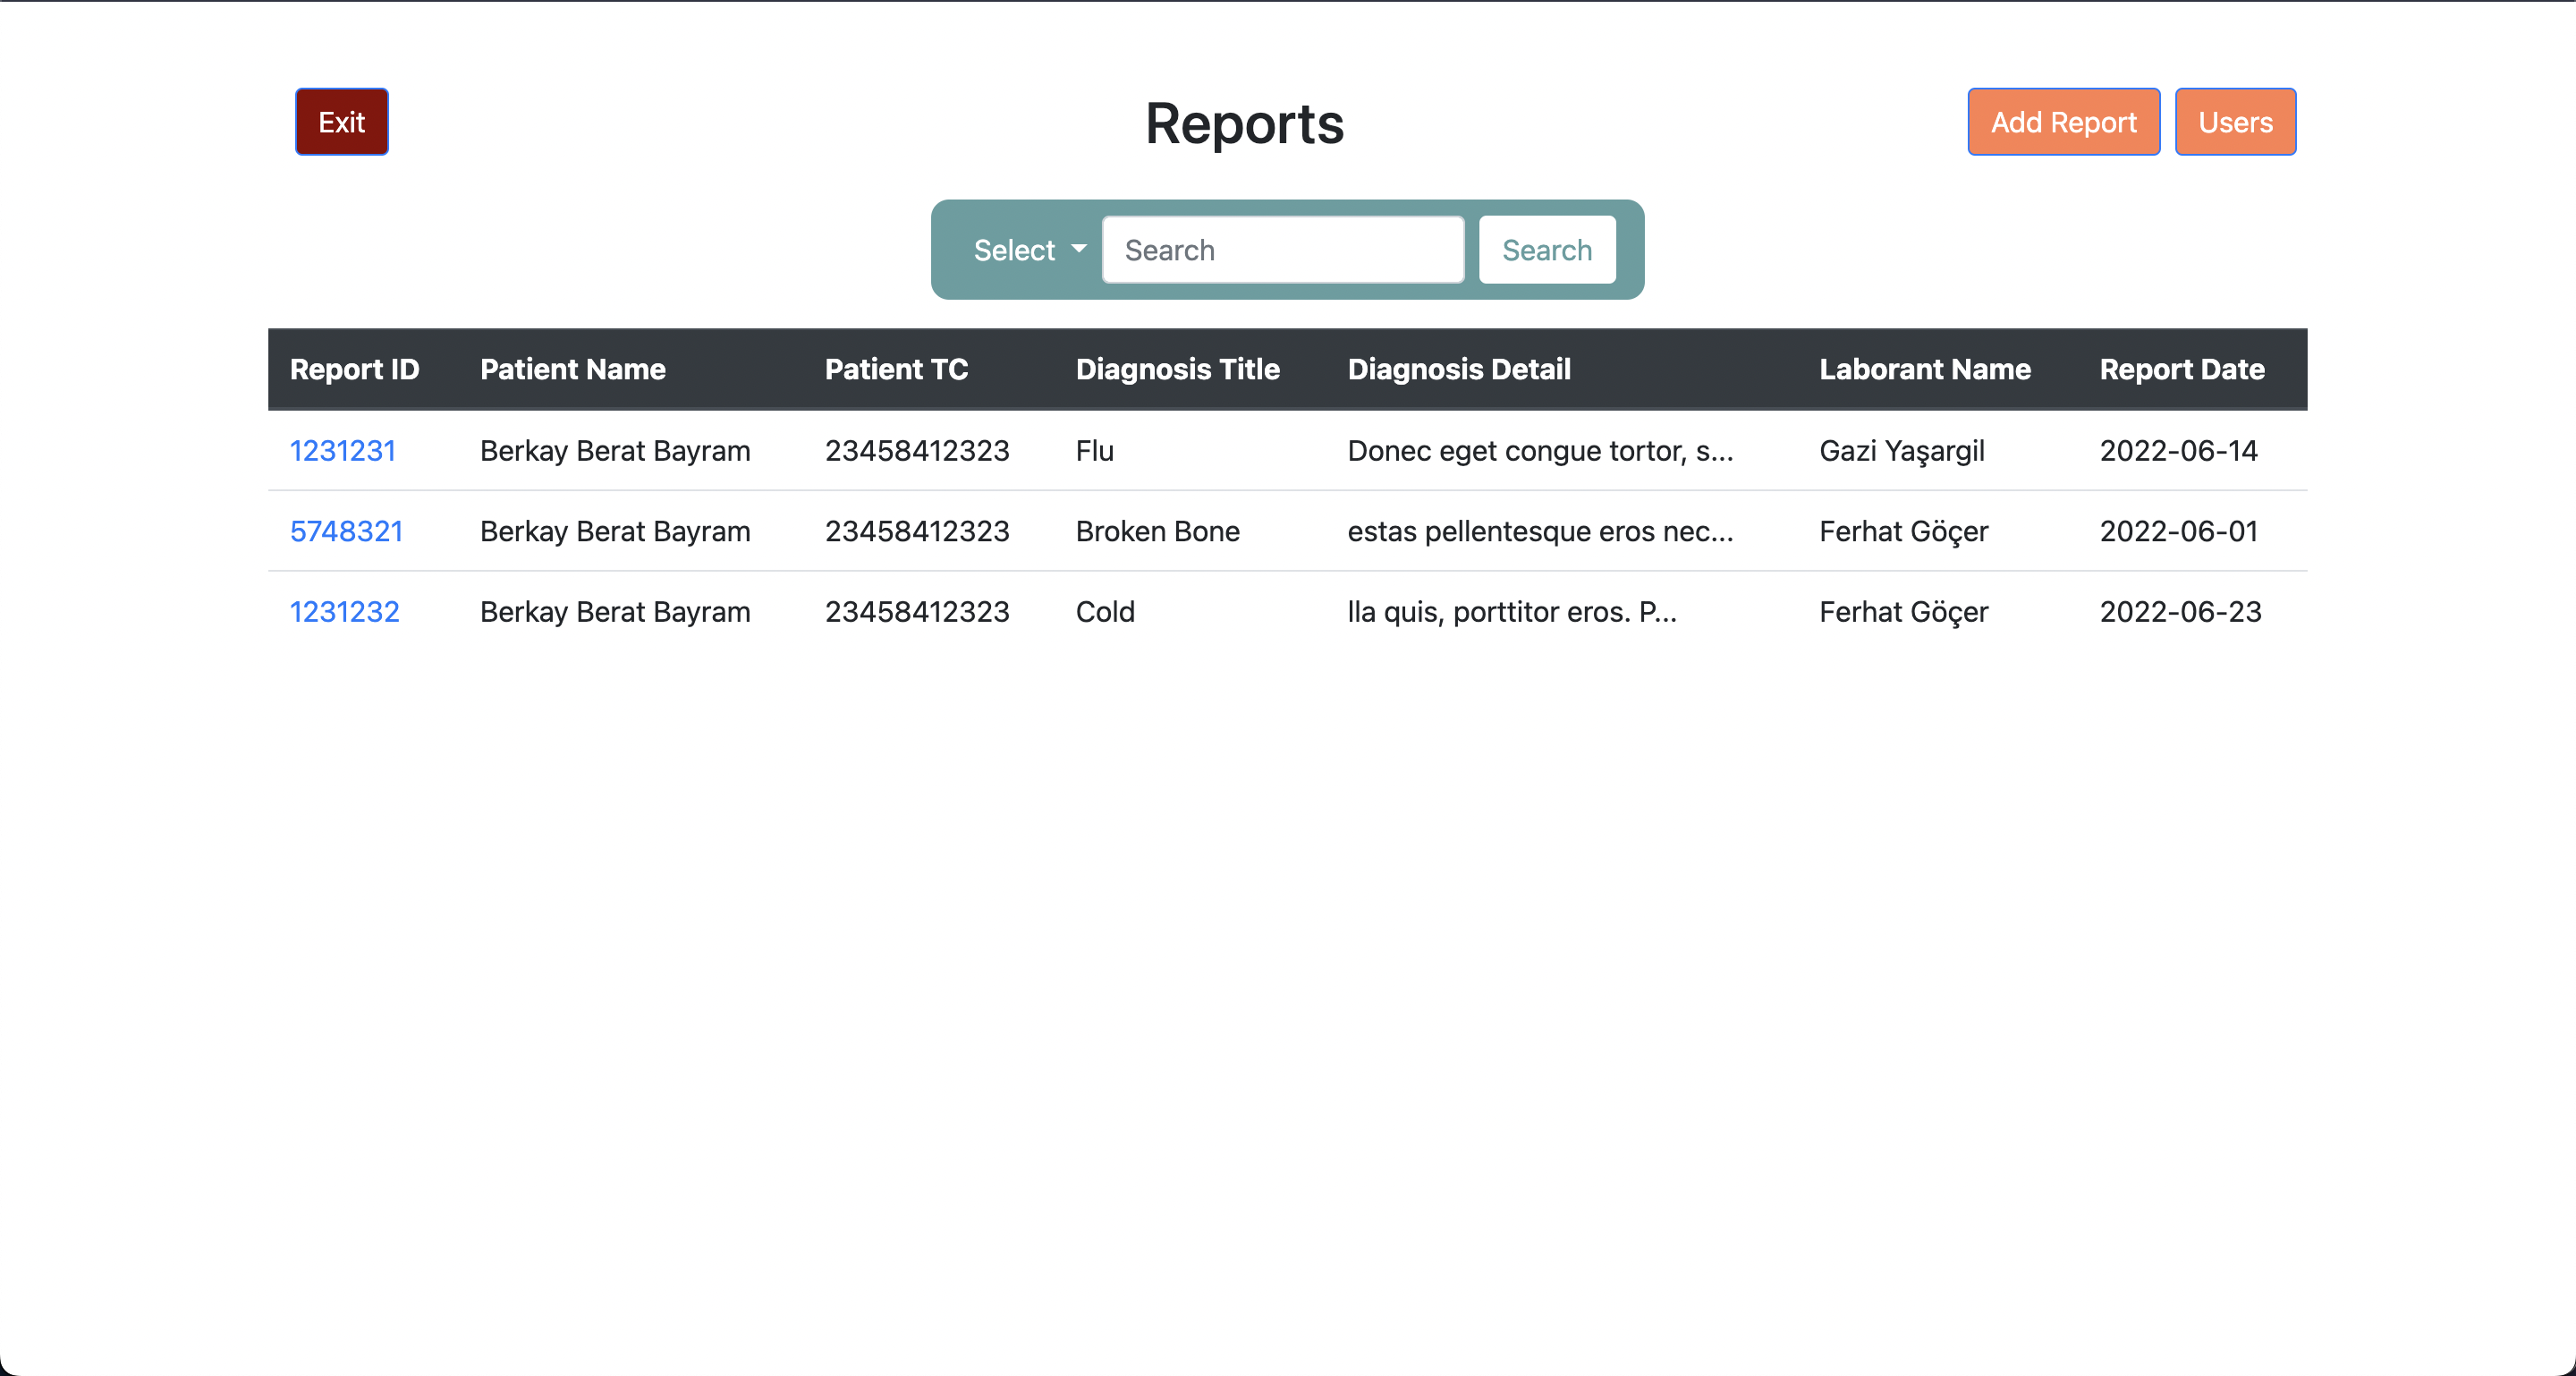 Exit Reports Add Report Users
Select Search Search
Report ID Patient Name Patient TC Diagnosis Title Diagnosis Detail Laborant Name Report Date
1231231 Berkay Berat Bayram 23458412323 Flu Donec eget congue tortor, s... Gazi Yaşargil 2022-06-14
5748321 Berkay Berat Bayram 23458412323 Broken Bone estas pellentesque eros nec... Ferhat Göçer 2022-06-01
1231232 Berkay Berat Bayram 23458412323 Cold lla quis, porttitor eros. P... Ferhat Göçer 2022-06-23